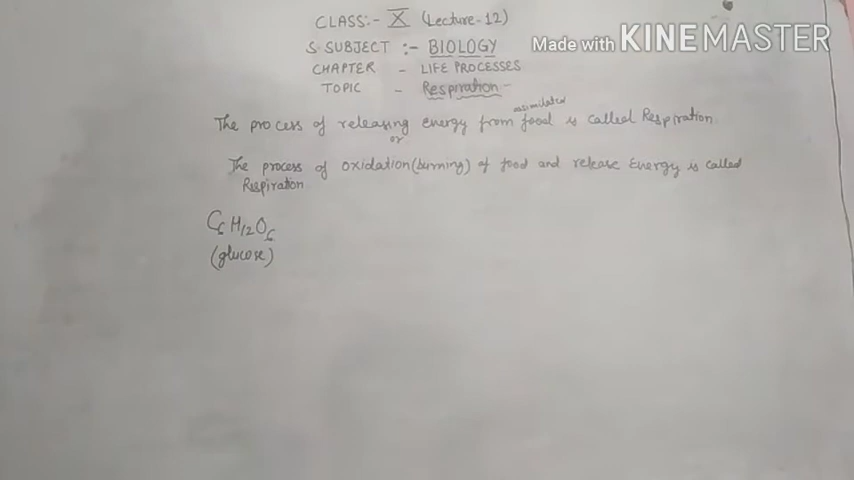 CLASS:- X (Lecture-12)
S SUBJECT :- BIOLOGY
Made with KINEMASTER
CHAPTER - LIFE PROCESSES
TOPIC - Respiration -
assimilated
The process of releasing energy from food is called Respiration.
or
The process of oxidation (burning) of food and release Energy is called
Respiration.
C6H12O6
(glucose)